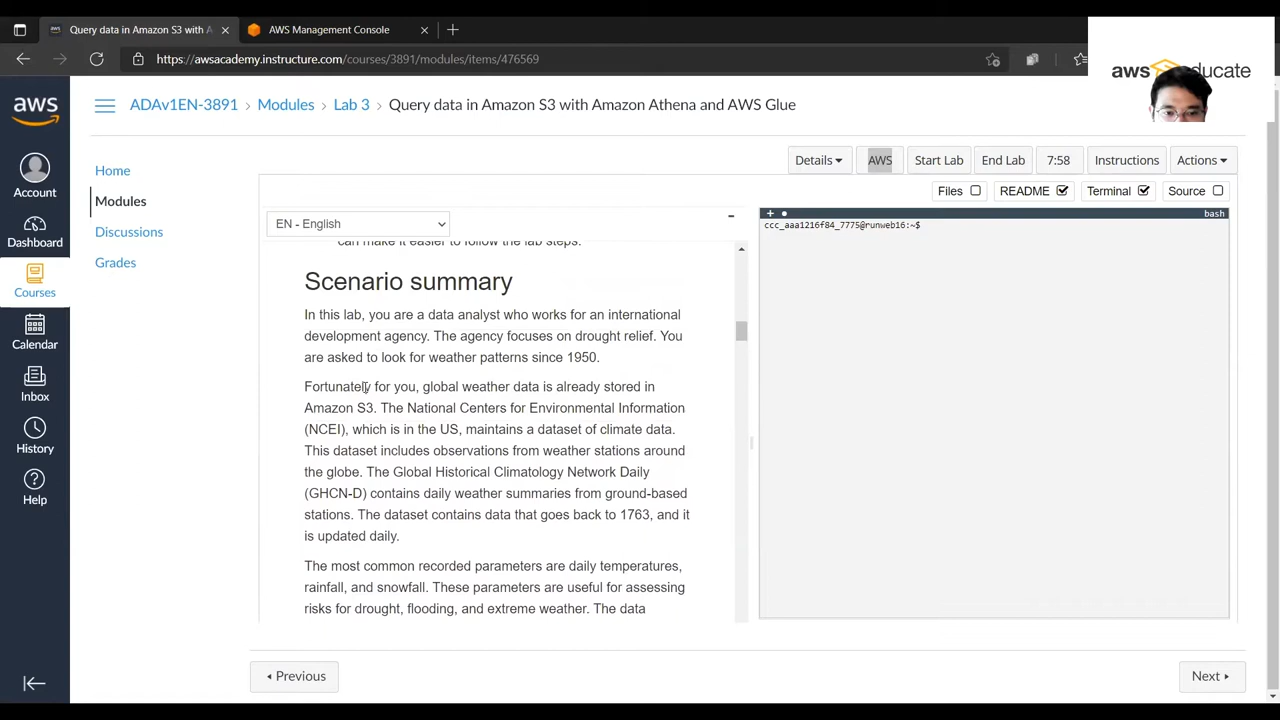 Query data in Amazon S3 with A
AWS Management Console
https://awsacademy.instructure.com/courses/3891/modules/items/476569
aws educate
aws
ADAv1EN-3891 > Modules > Lab 3 > Query data in Amazon S3 with Amazon Athena and AWS Glue
Account
Dashboard
Courses
Calendar
Inbox
History
Help
Home
Modules
Discussions
Grades
Details AWS Start Lab End Lab 7:58 Instructions Actions
Files README Terminal Source
EN - English
can make it easier to follow the lab steps.
Scenario summary
In this lab, you are a data analyst who works for an international
development agency. The agency focuses on drought relief. You
are asked to look for weather patterns since 1950.
Fortunately for you, global weather data is already stored in
Amazon S3. The National Centers for Environmental Information
(NCEI), which is in the US, maintains a dataset of climate data.
This dataset includes observations from weather stations around
the globe. The Global Historical Climatology Network Daily
(GHCN-D) contains daily weather summaries from ground-based
stations. The dataset contains data that goes back to 1763, and it
is updated daily.
The most common recorded parameters are daily temperatures,
rainfall, and snowfall. These parameters are useful for assessing
risks for drought, flooding, and extreme weather. The data
bash
ccc_aaa1216f84_7775@runweb16:~$
Previous
Next